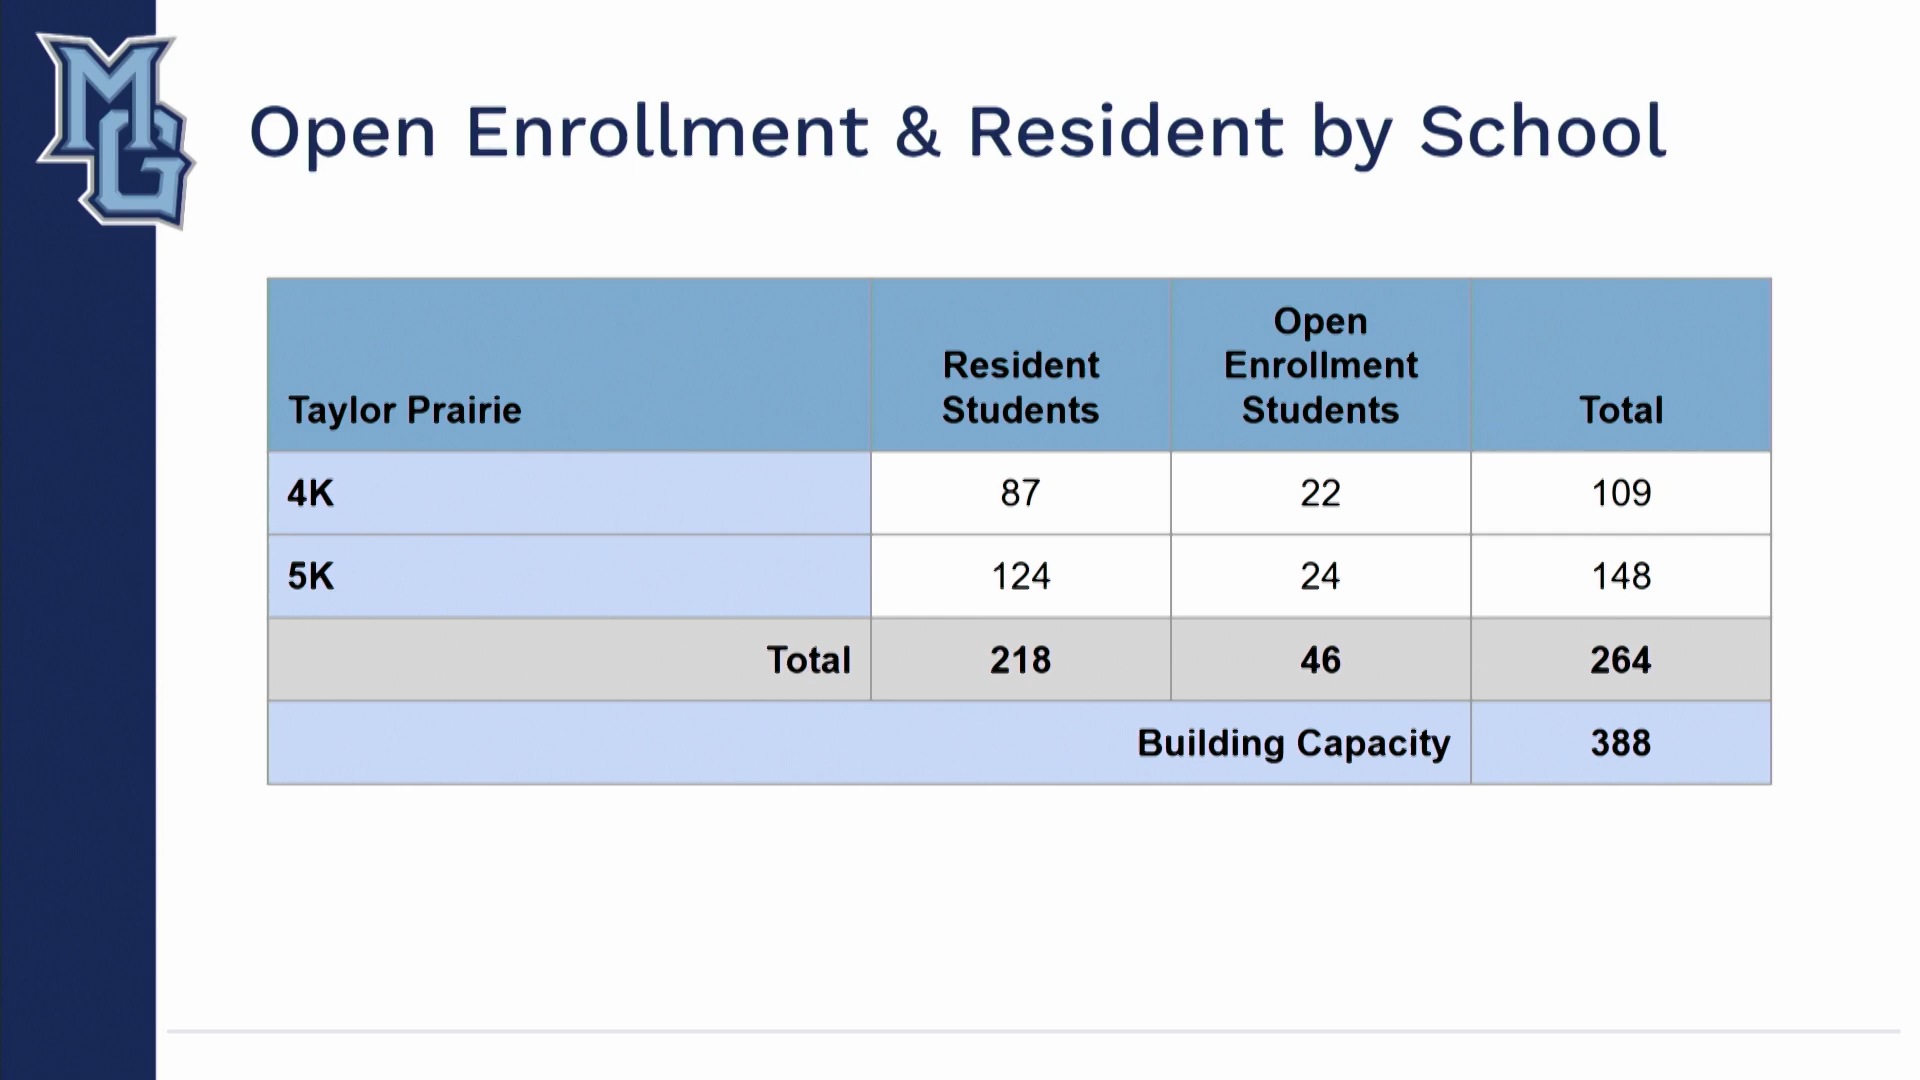 MG
Open Enrollment & Resident by School
Taylor Prairie Resident Students Open Enrollment Students Total
4K 87 22 109
5K 124 24 148
Total 218 46 264
Building Capacity 388